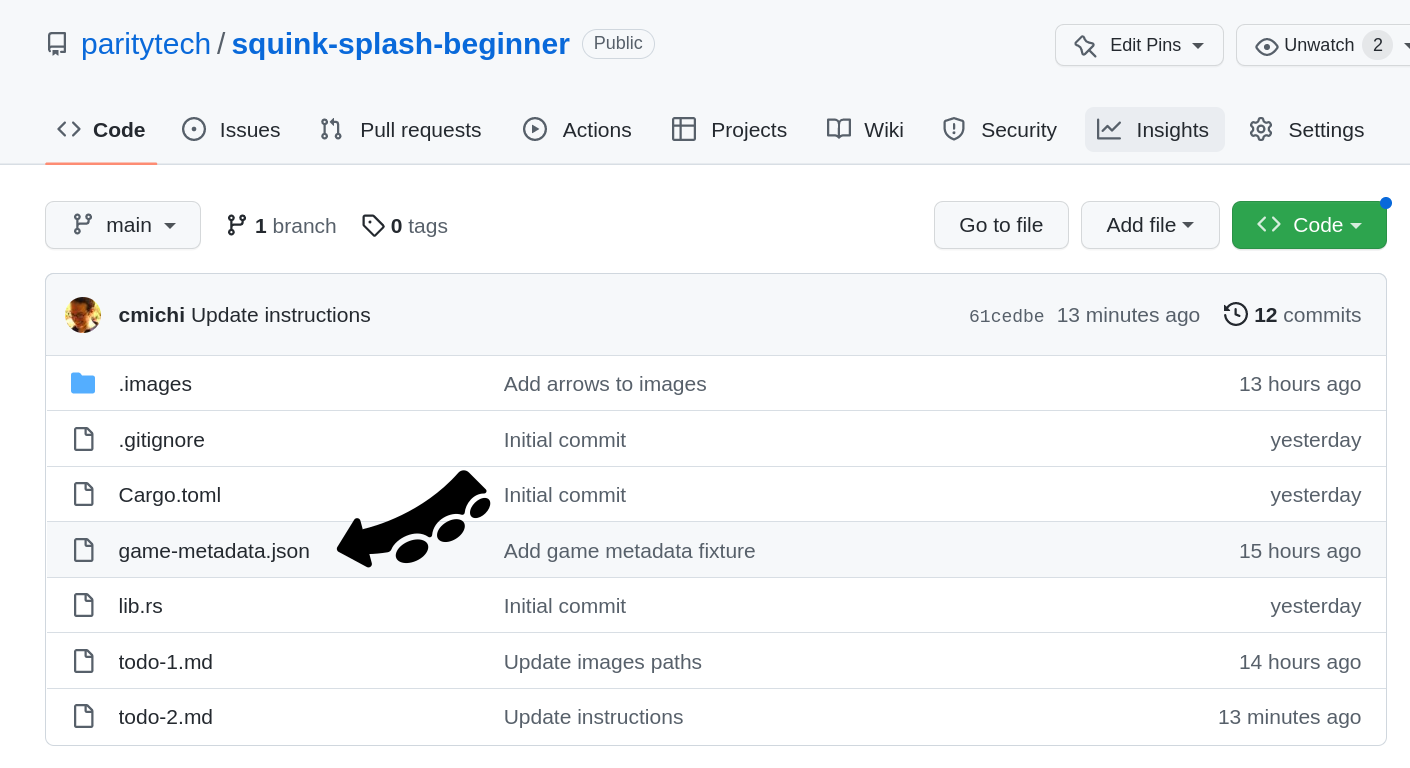 paritytech / squink-splash-beginner Public Edit Pins Unwatch 2
Code Issues Pull requests Actions Projects Wiki Security Insights Settings
main 1 branch 0 tags Go to file Add file Code
cmichi Update instructions 61cedbe 13 minutes ago 12 commits
.images Add arrows to images 13 hours ago
.gitignore Initial commit yesterday
Cargo.toml Initial commit yesterday
game-metadata.json Add game metadata fixture 15 hours ago
lib.rs Initial commit yesterday
todo-1.md Update images paths 14 hours ago
todo-2.md Update instructions 13 minutes ago